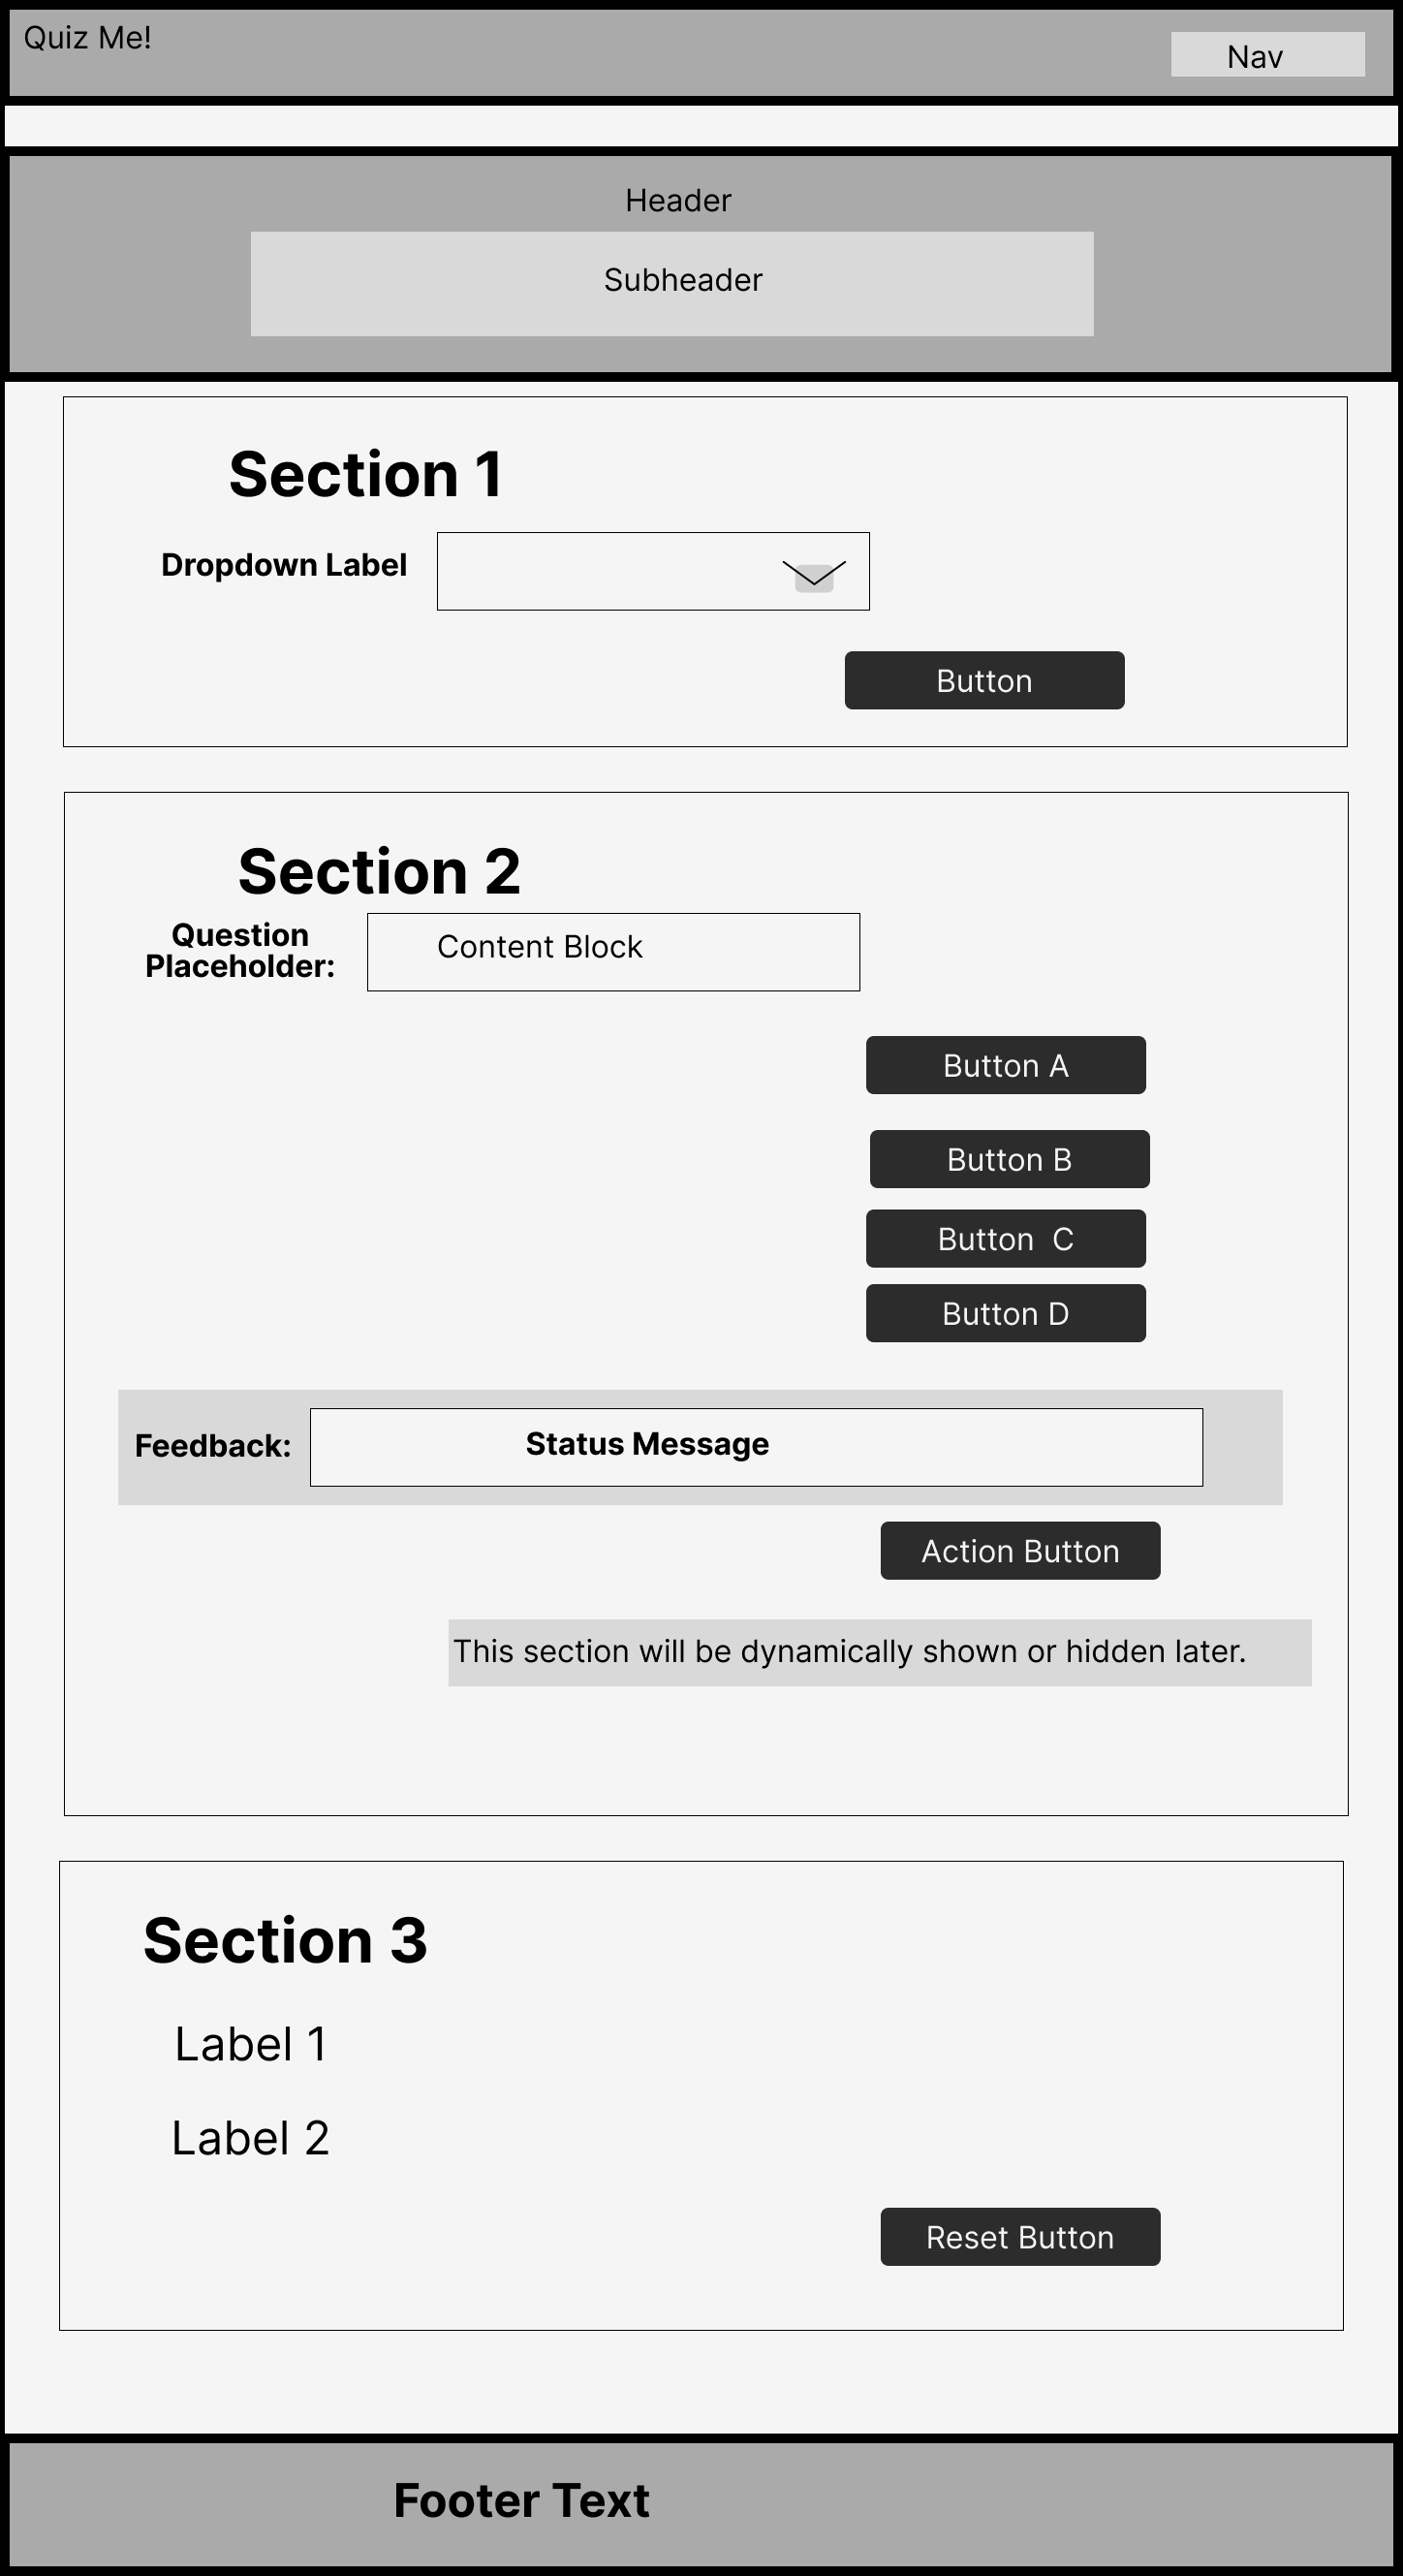 Quiz Me!
Nav
Header
Subheader
Section 1
Dropdown Label
Button
Section 2
Question
Placeholder:
Content Block
Button A
Button B
Button  C
Button D
Feedback:
Status Message
Action Button
This section will be dynamically shown or hidden later.
Section 3
Label 1
Label 2
Reset Button
Footer Text